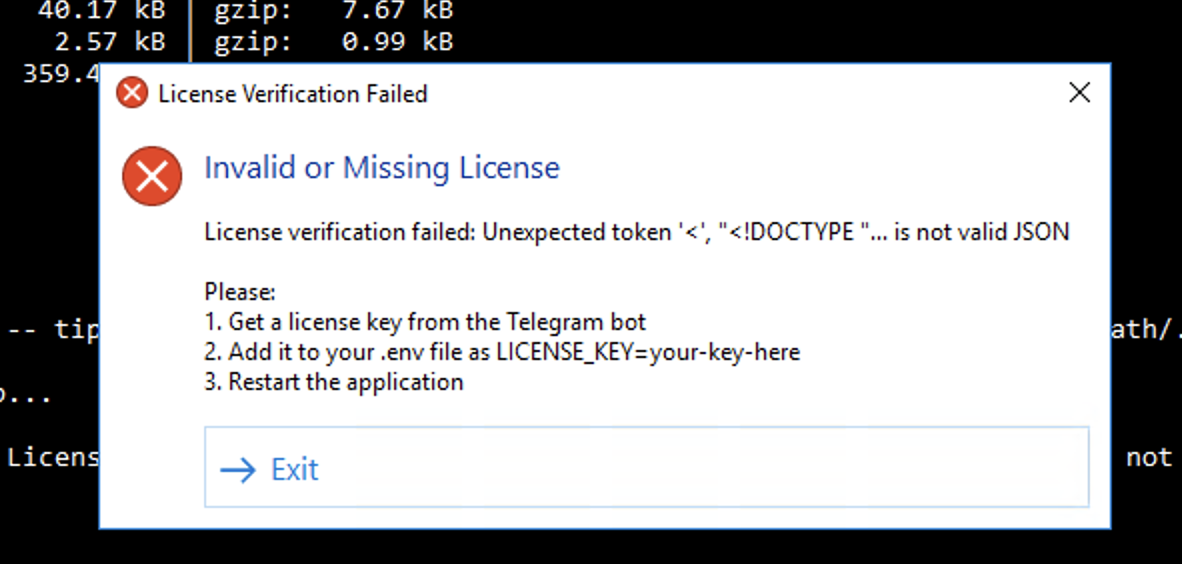 40.17 kB │ gzip: 7.67 kB
2.57 kB │ gzip: 0.99 kB
359.4
License Verification Failed
Invalid or Missing License
License verification failed: Unexpected token '<', "<!DOCTYPE "... is not valid JSON
Please:
1. Get a license key from the Telegram bot
-- tip
ath/.
2. Add it to your .env file as LICENSE_KEY=your-key-here
3. Restart the application
...
Licens
not
Exit